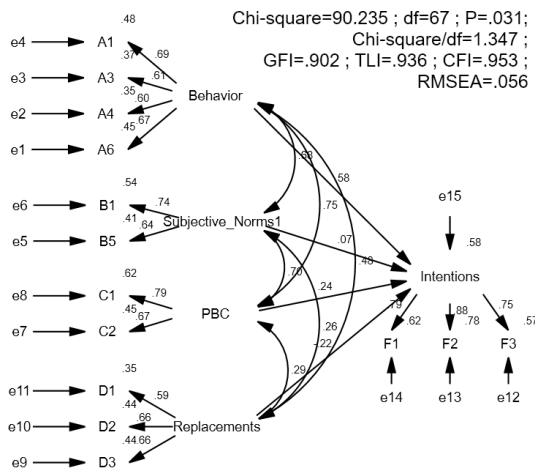 Chi-square=90.235 ; df=67 ; P=.031;
Chi-square/df=1.347 ;
GFI=.902 ; TLI=.936 ; CFI=.953 ;
RMSEA=.056
.48
e4 A1
.37 .69
e3 A3
.61
.35
Behavior
e2 A4
.60
.45 .67
e1 A6
.58 .58
.54
e6 B1
.74 .75
e15
.41
Subjective_Norms1
e5 B5
.64
.07 .58
.48
.62
.70
Intentions
e8 C1
.79 .24
.45
PBC
.79 .88 .75
e7 C2
.67
.26 .62 .78 .57
-.22
F1 F2 F3
.35
.29
e11 D1
.59
e14 e13 e12
.44
e10 D2
.66
Replacements
.44 .66
e9 D3